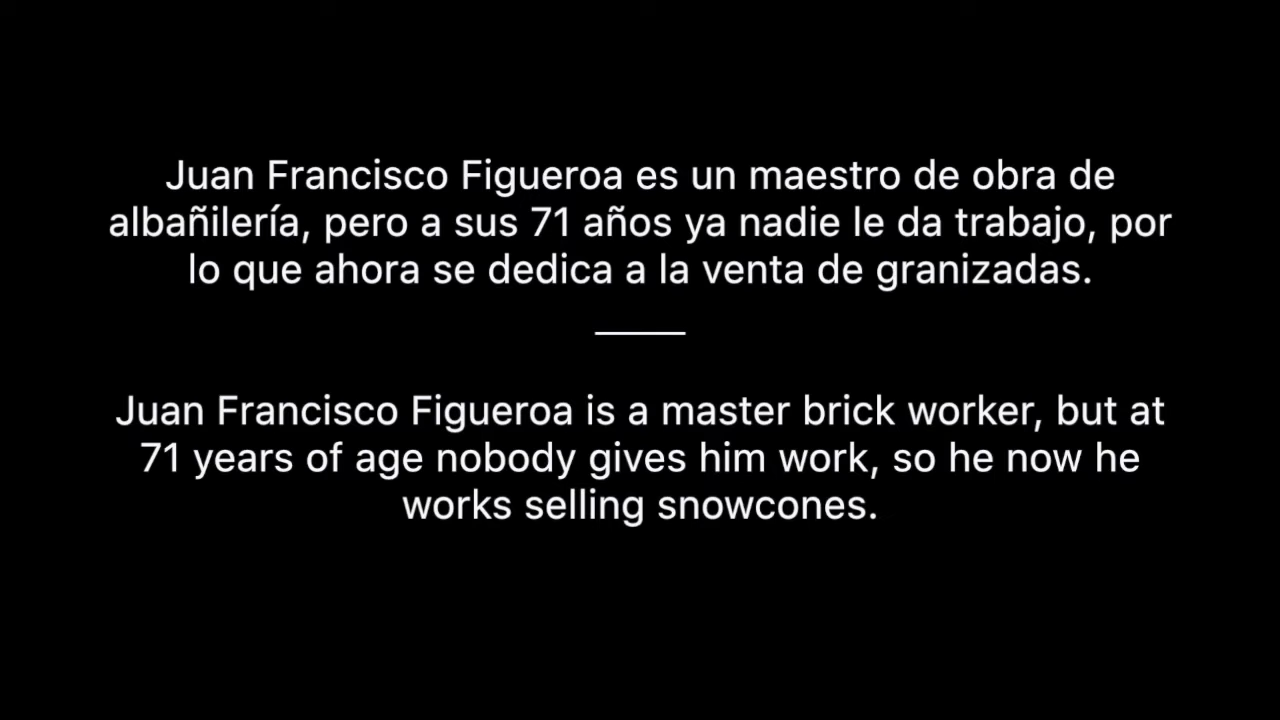 Juan Francisco Figueroa es un maestro de obra de
albañilería, pero a sus 71 años ya nadie le da trabajo, por
lo que ahora se dedica a la venta de granizadas.
Juan Francisco Figueroa is a master brick worker, but at
71 years of age nobody gives him work, so he now he
works selling snowcones.